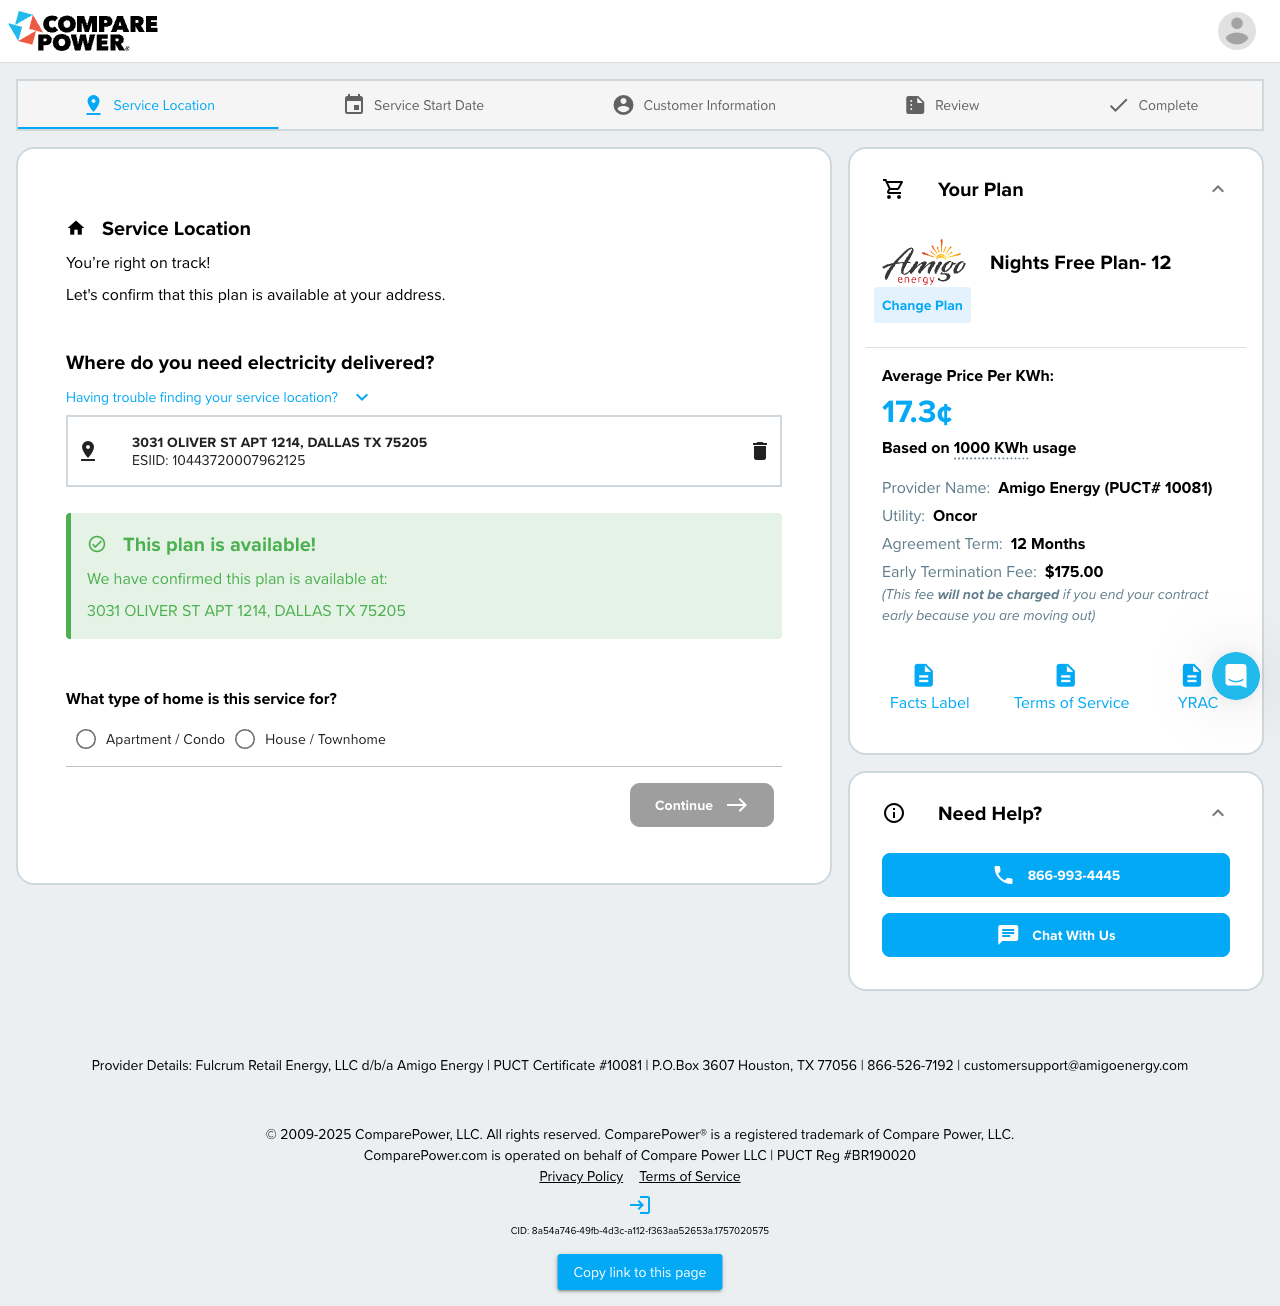 COMPARE
POWER®
Service Location
Service Start Date
Customer Information
Review
Complete
Service Location
You're right on track!
Let's confirm that this plan is available at your address.
Where do you need electricity delivered?
Having trouble finding your service location?
3031 OLIVER ST APT 1214, DALLAS TX 75205
ESIID: 10443720007962125
This plan is available!
We have confirmed this plan is available at:
3031 OLIVER ST APT 1214, DALLAS TX 75205
What type of home is this service for?
Apartment / Condo
House / Townhome
Continue
Your Plan
Amigo
energy
Nights Free Plan- 12
Change Plan
Average Price Per KWh:
17.3¢
Based on 1000 KWh usage
Provider Name: Amigo Energy (PUCT# 10081)
Utility: Oncor
Agreement Term: 12 Months
Early Termination Fee: $175.00
(This fee will not be charged if you end your contract
early because you are moving out)
Facts Label
Terms of Service
YRAC
Need Help?
866-993-4445
Chat With Us
Provider Details: Fulcrum Retail Energy, LLC d/b/a Amigo Energy | PUCT Certificate #10081 | P.O.Box 3607 Houston, TX 77056 | 866-526-7192 | customersupport@amigoenergy.com
© 2009-2025 ComparePower, LLC. All rights reserved. ComparePower® is a registered trademark of Compare Power, LLC.
ComparePower.com is operated on behalf of Compare Power LLC | PUCT Reg #BR190020
Privacy Policy Terms of Service
CID: 8a54a746-49fb-4d3c-a112-f363aa52653a.1757020575
Copy link to this page